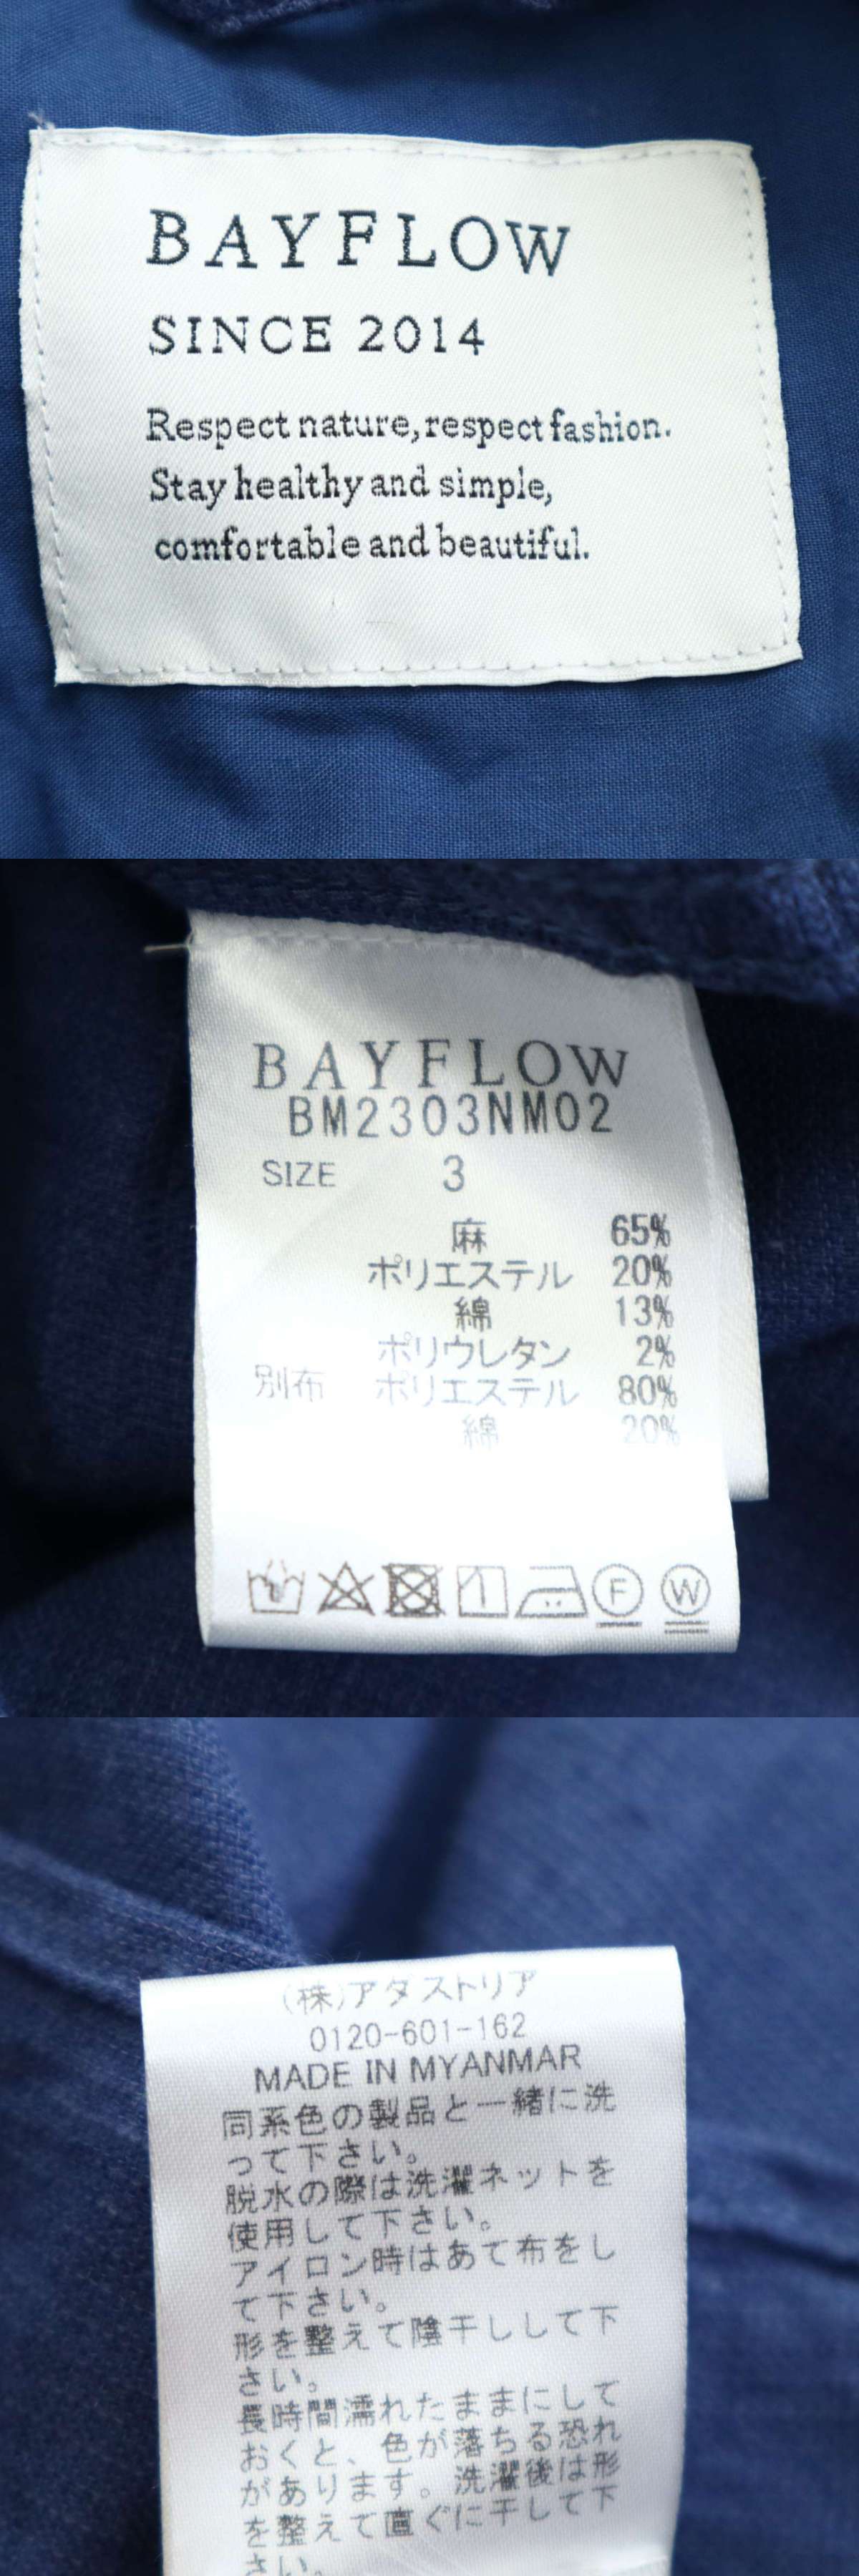 BAYFLOW
SINCE 2014
Respect nature, respect fashion.
Stay healthy and simple,
comfortable and beautiful.
BAYFLOW
BM2303NM02
SIZE 3
麻 65%
ポリエステル 20%
綿 13%
ポリウレタン 2%
別布 ポリエステル 80%
綿 20%
F W
(株)アダストリア
0120-601-162
MADE IN MYANMAR
同系色の製品と一緒に洗
って下さい。
脱水の際は洗濯ネットを
使用して下さい。
アイロン時はあて布をし
て下さい。
形を整えて陰干しして下
さい。
長時間濡れたままにして
おくと、色が落ちる恐れ
があります。洗濯後は形
を整えて直ぐに干して下
さい。